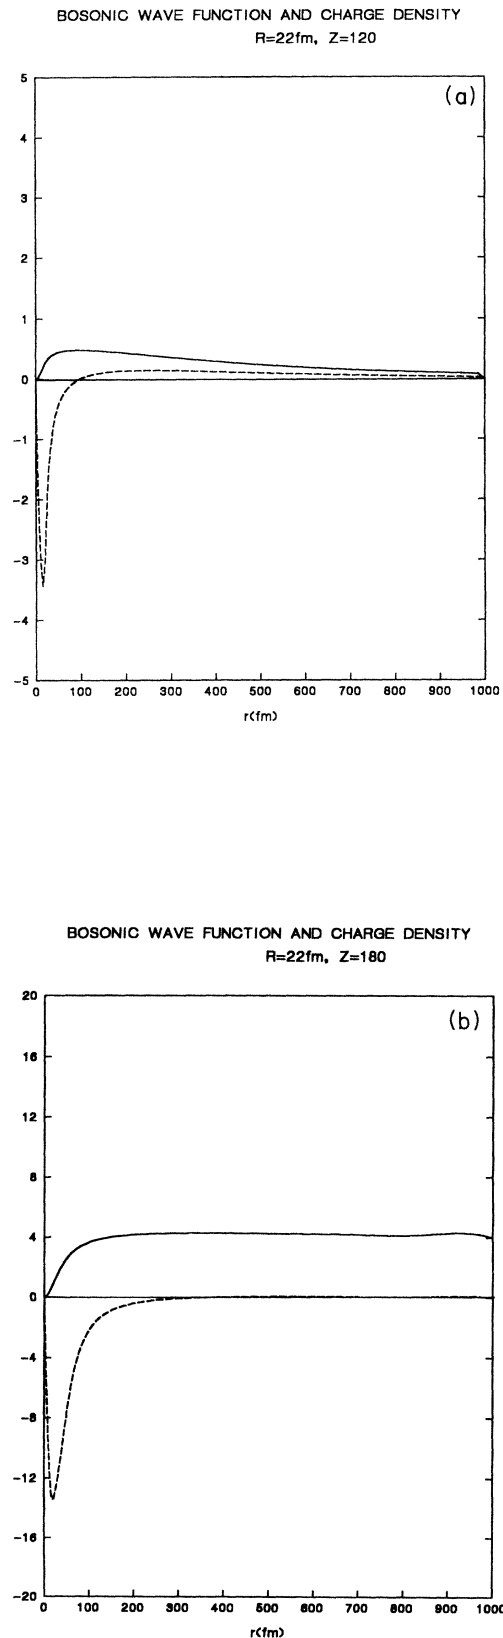 BOSONIC WAVE FUNCTION AND CHARGE DENSITY
R=22fm, Z=120
(a)
5
4
3
2
1
0
-1
-2
-3
-4
-5
0 100 200 300 400 500 600 700 800 900 1000
r(fm)
BOSONIC WAVE FUNCTION AND CHARGE DENSITY
R=22fm, Z=180
(b)
20
16
12
8
4
0
-4
-8
-12
-16
-20
0 100 200 300 400 500 600 700 800 900 1000
r(fm)